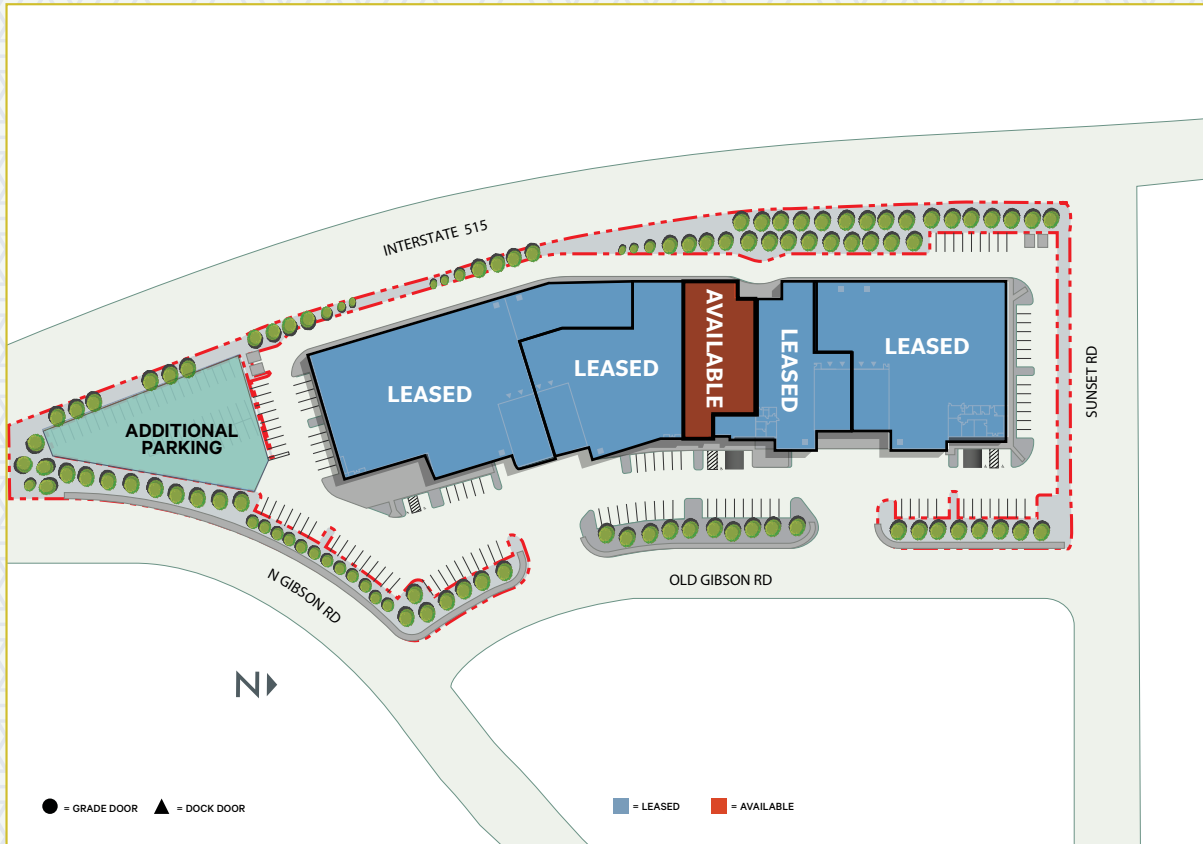 INTERSTATE 515
AVAILABLE
LEASED
LEASED
LEASED
LEASED
SUNSET RD
ADDITIONAL
PARKING
N GIBSON RD
OLD GIBSON RD
N
= GRADE DOOR
= DOCK DOOR
= LEASED
= AVAILABLE